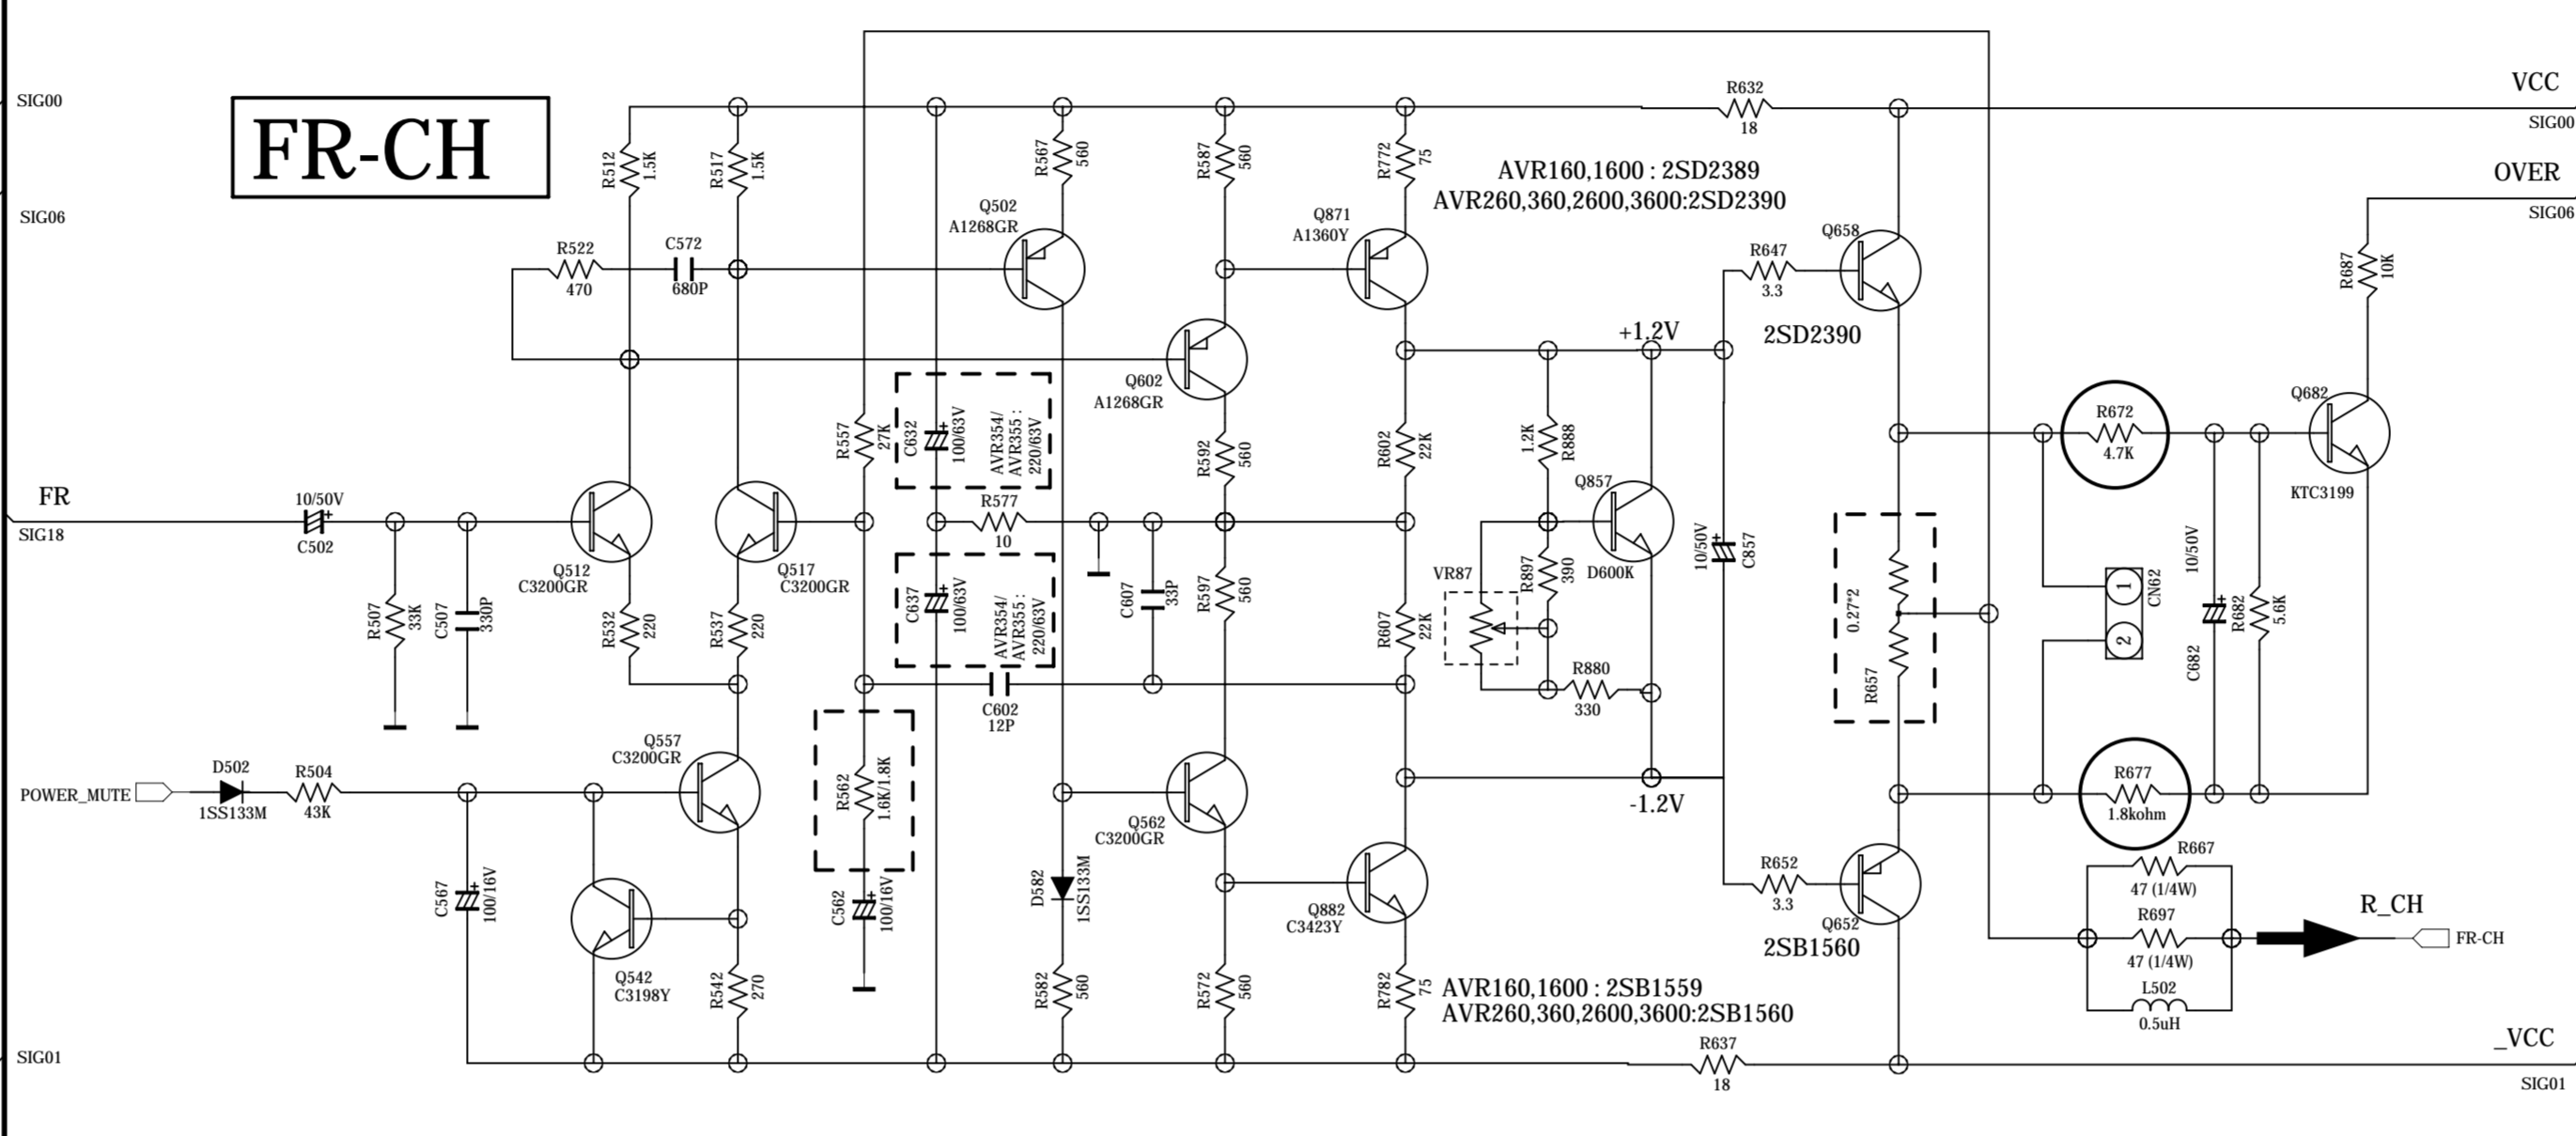 SIG00
FR-CH
SIG06
R512
1.5K
R517
1.5K
R567
560
R587
560
R772
75
R632
18
VCC
SIG00
OVER
SIG06
AVR160,1600 : 2SD2389
AVR260,360,2600,3600:2SD2390
Q502
A1268GR
Q871
A1360Y
R522
470
C572
680P
Q658
R647
3.3
2SD2390
R687
10K
+1.2V
Q602
A1268GR
R557
27K
C632
100/63V
AVR354/
AVR355 :
220/63V
R592
560
R602
22K
1.2K
R888
R672
4.7K
Q682
KTC3199
FR
SIG18
10/50V
C502
Q512
C3200GR
Q517
C3200GR
R577
10
Q857
D600K
10/50V
C857
R507
33K
C507
330P
R532
220
R537
220
C637
100/63V
AVR354/
AVR355 :
220/63V
C607
33P
R597
560
R607
22K
VR87
R897
390
R880
330
0.27*2
R657
1
2
CN62
10/50V
C682
R682
5.6K
C602
12P
Q557
C3200GR
POWER_MUTE
D502
1SS133M
R504
43K
R562
1.6K/1.8K
Q562
C3200GR
-1.2V
R677
1.8kohm
C567
100/16V
C562
100/16V
D582
1SS133M
Q882
C3423Y
R652
3.3
Q652
2SB1560
R667
47 (1/4W)
R697
47 (1/4W)
L502
0.5uH
R_CH
FR-CH
Q542
C3198Y
R542
270
R582
560
R572
560
R782
75
AVR160,1600 : 2SB1559
AVR260,360,2600,3600:2SB1560
SIG01
R637
18
_VCC
SIG01